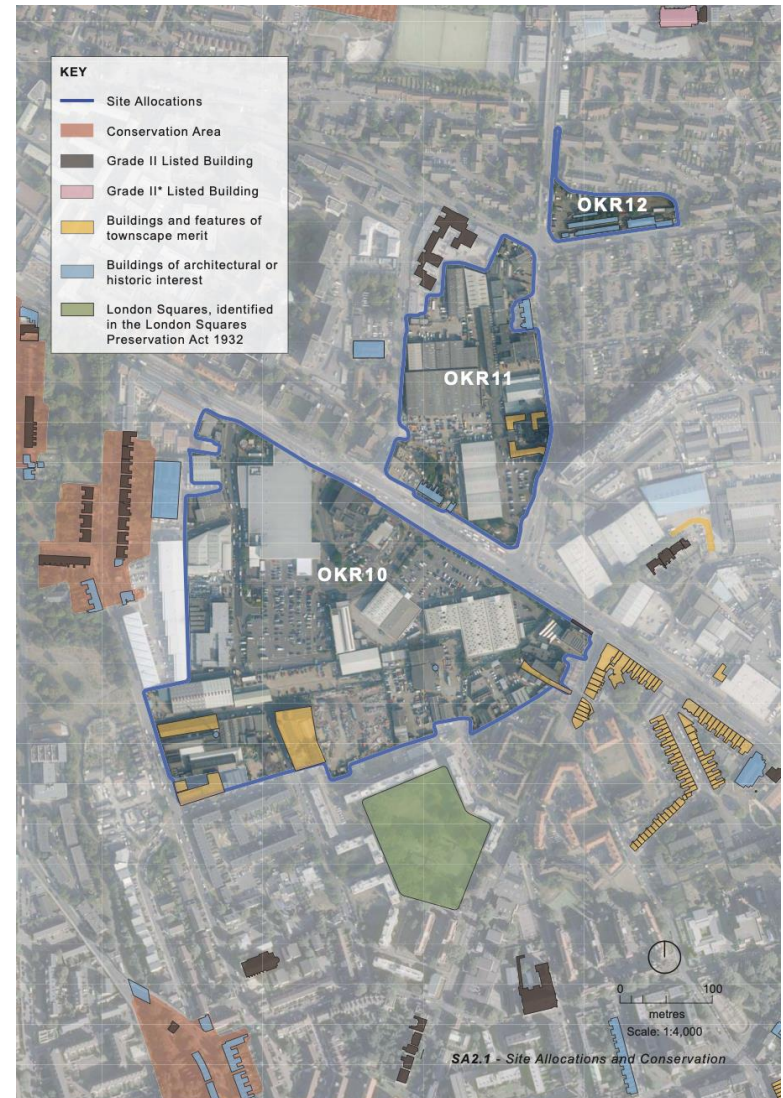 KEY
Site Allocations
Conservation Area
Grade II Listed Building
Grade II* Listed Building
Buildings and features of
townscape merit
Buildings of architectural or
historic interest
London Squares, identified
in the London Squares
Preservation Act 1932
OKR12
OKR11
OKR10
0 100
metres
Scale: 1:4,000
SA2.1 - Site Allocations and Conservation